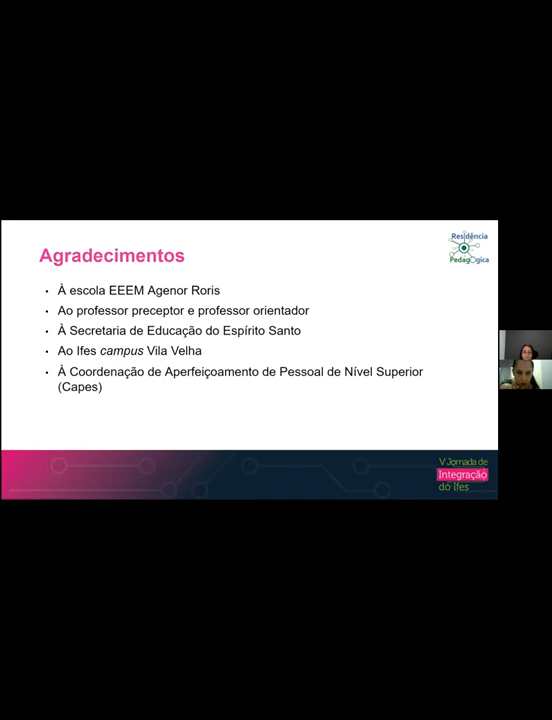 Residência
Pedagógica
Agradecimentos
• À escola EEEM Agenor Roris
• Ao professor preceptor e professor orientador
• À Secretaria de Educação do Espírito Santo
• Ao Ifes campus Vila Velha
• À Coordenação de Aperfeiçoamento de Pessoal de Nível Superior
(Capes)
V Jornada de
Integração
do Ifes